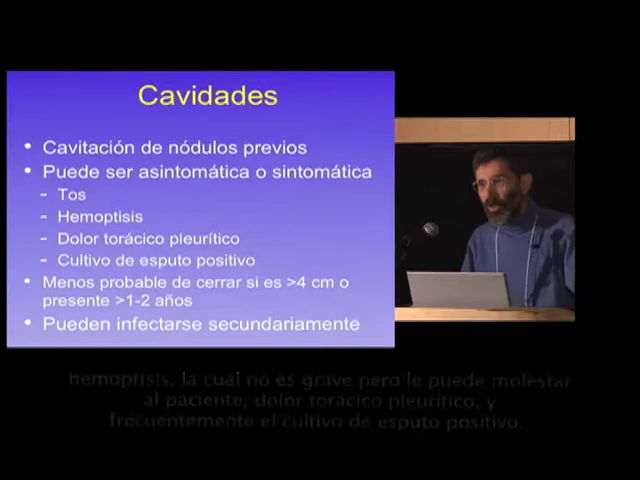 Cavidades
• Cavitación de nódulos previos
• Puede ser asintomática o sintomática
– Tos
– Hemoptisis
– Dolor torácico pleurítico
– Cultivo de esputo positivo
• Menos probable de cerrar si es >4 cm o
presente >1-2 años
• Pueden infectarse secundariamente
hemoptisis, la cual no es grave pero le puede molestar
al paciente, dolor torácico pleurítico, y
frecuentemente el cultivo de esputo positivo.